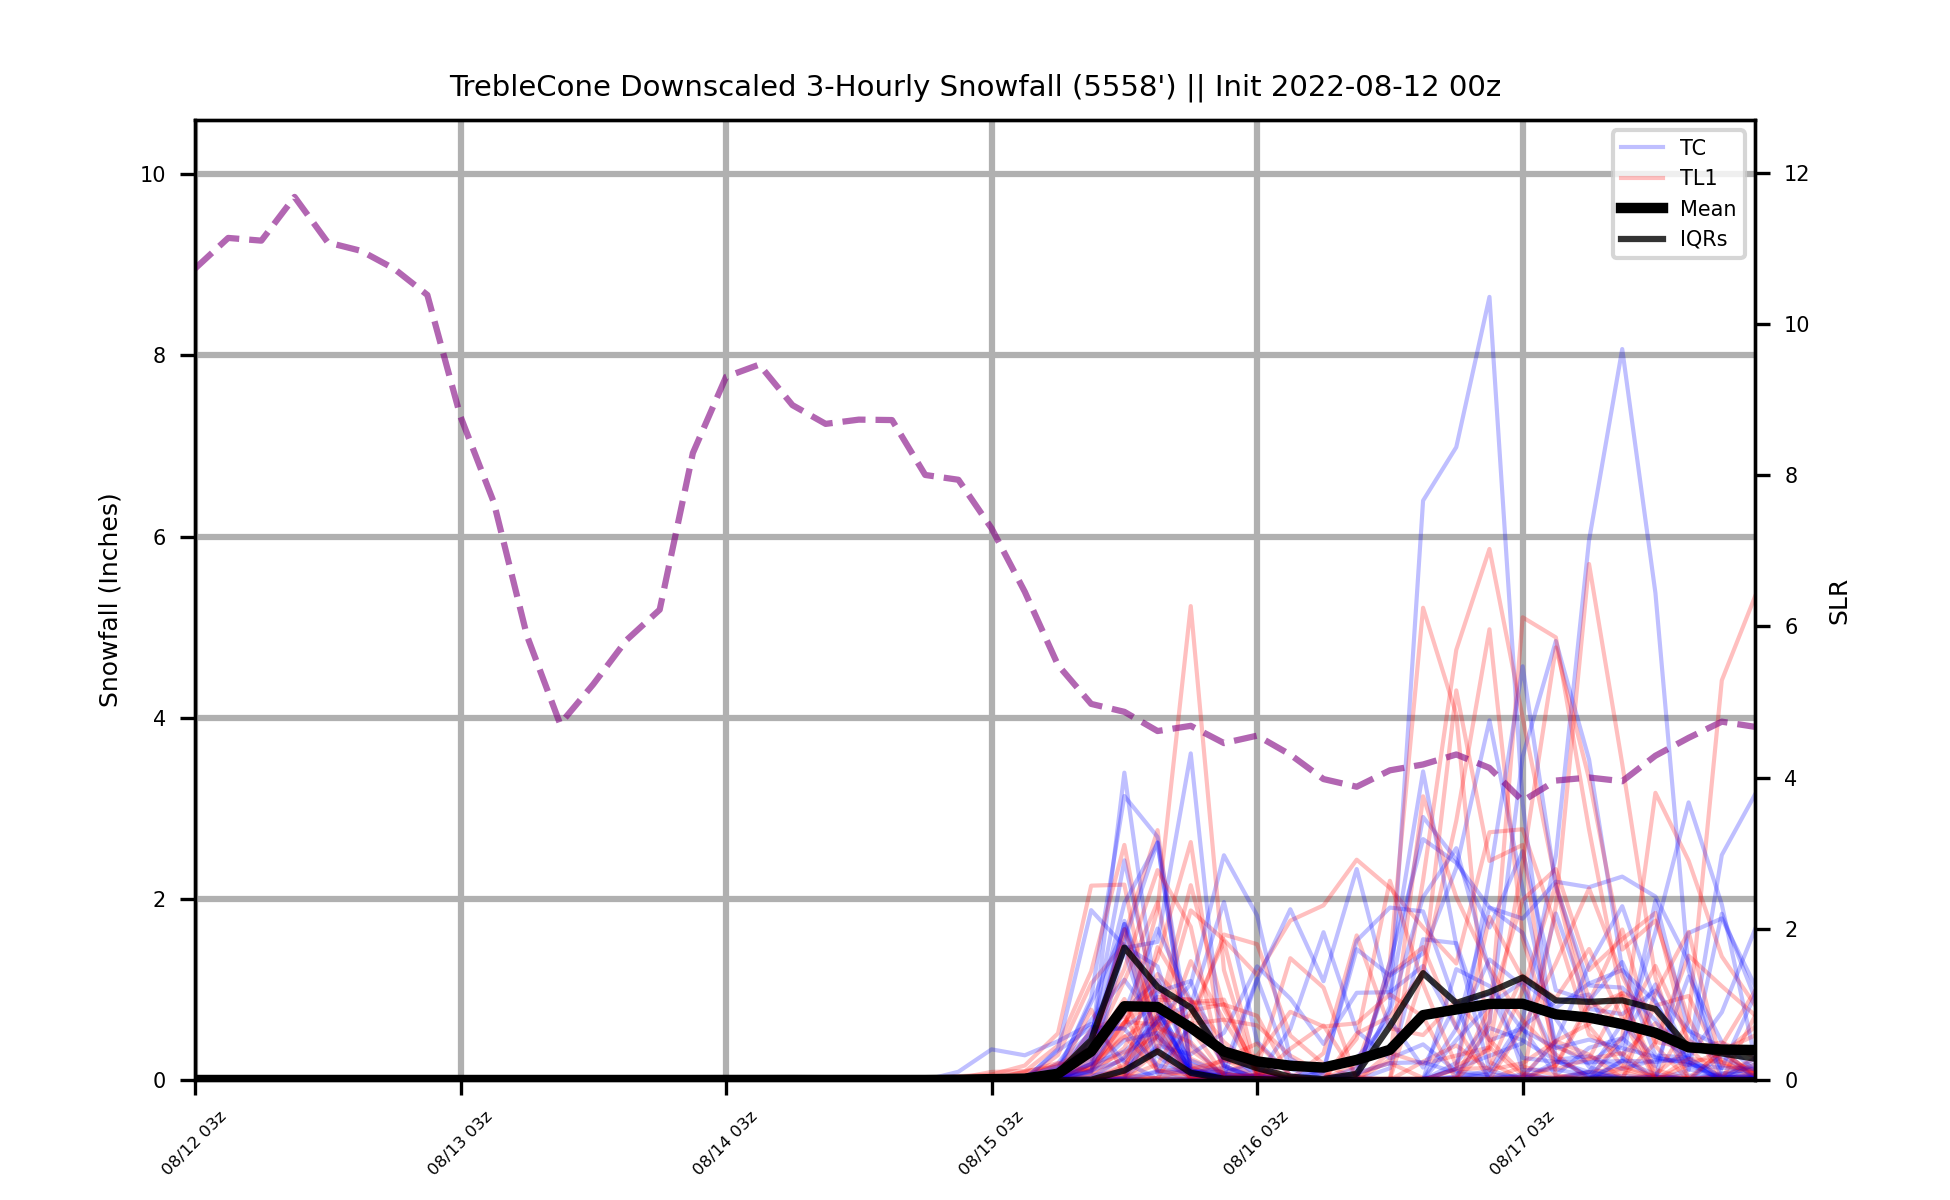 TrebleCone Downscaled 3-Hourly Snowfall (5558') || Init 2022-08-12 00z
TC
TL1
Mean
IQRs
Snowfall (Inches)
10
8
6
4
2
0
SLR
12
10
8
6
4
2
0
08/12 03z
08/13 03z
08/14 03z
08/15 03z
08/16 03z
08/17 03z